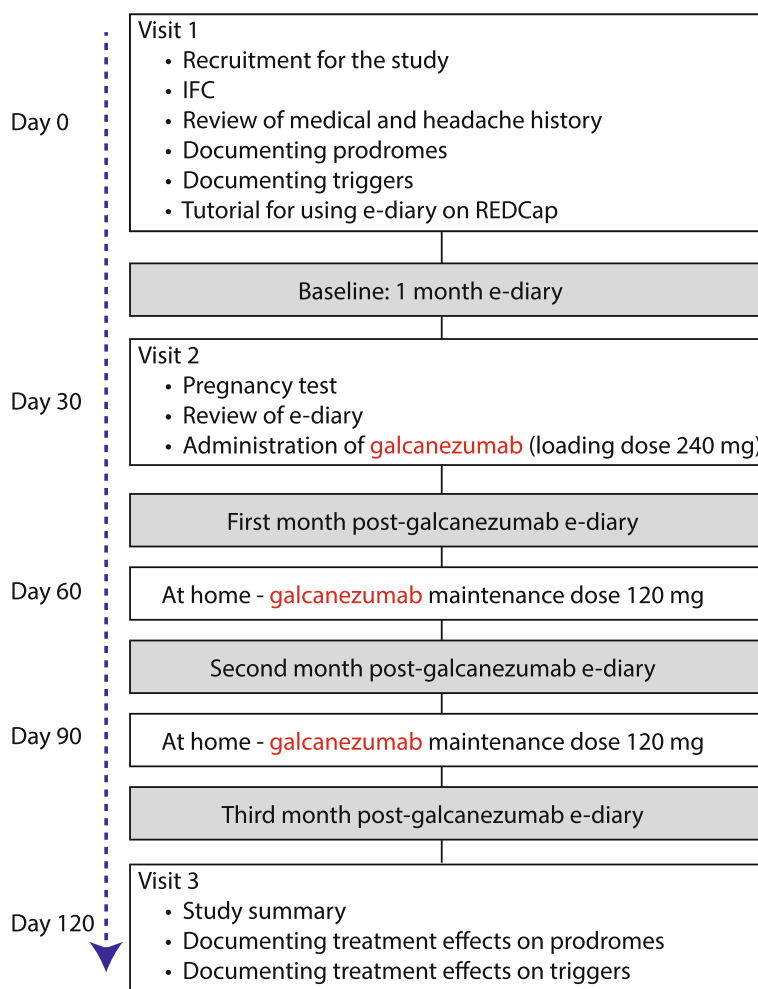 Visit 1
• Recruitment for the study
• IFC
Day 0
• Review of medical and headache history
• Documenting prodromes
• Documenting triggers
• Tutorial for using e-diary on REDCap
Baseline: 1 month e-diary
Visit 2
• Pregnancy test
Day 30
• Review of e-diary
• Administration of galcanezumab (loading dose 240 mg)
First month post-galcanezumab e-diary
Day 60
At home - galcanezumab maintenance dose 120 mg
Second month post-galcanezumab e-diary
Day 90
At home - galcanezumab maintenance dose 120 mg
Third month post-galcanezumab e-diary
Visit 3
• Study summary
Day 120
• Documenting treatment effects on prodromes
• Documenting treatment effects on triggers